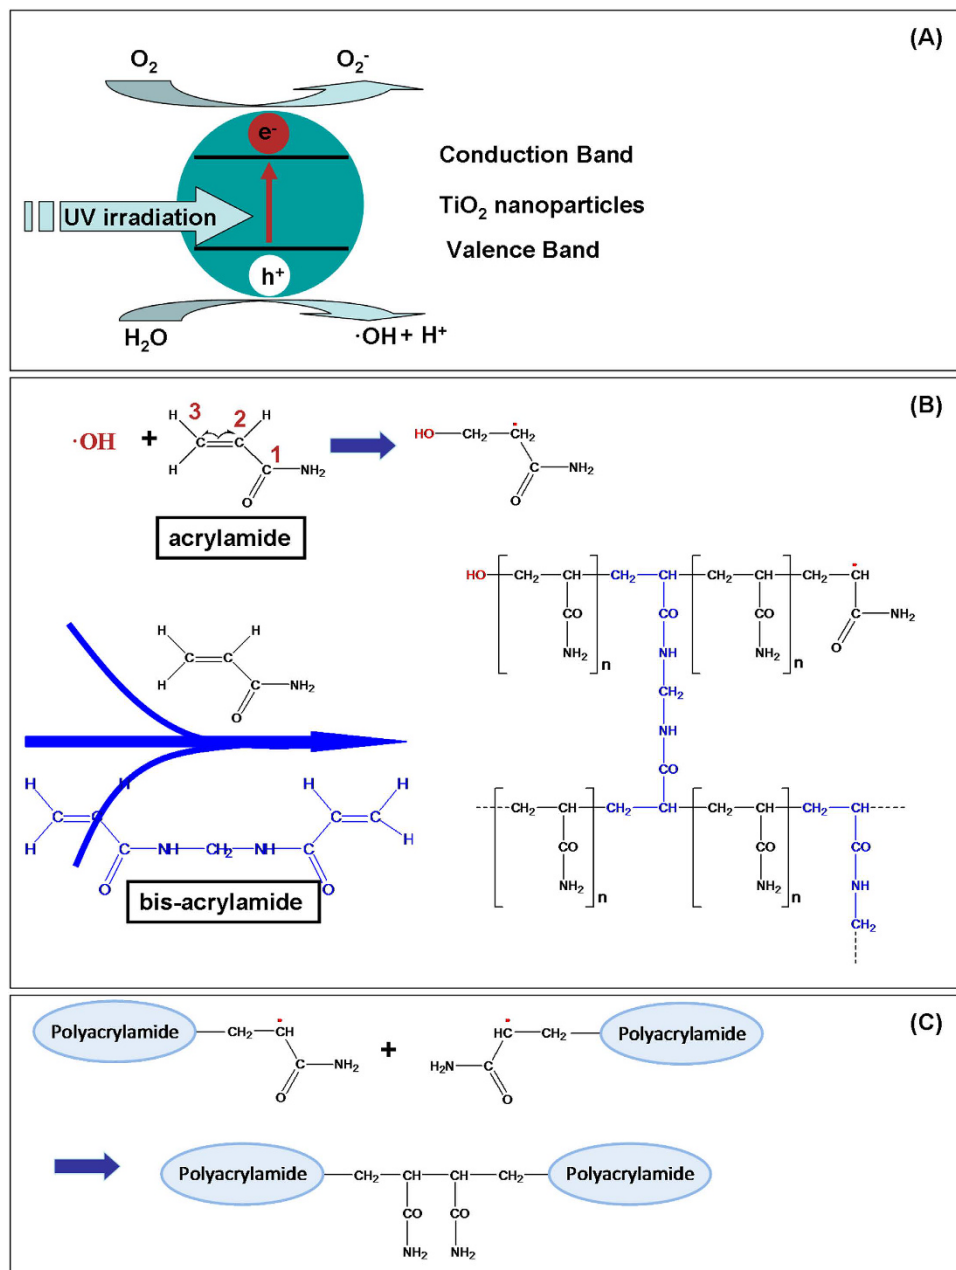 (A)
O₂ O₂⁻
e⁻
Conduction Band
UV irradiation
TiO₂ nanoparticles
Valence Band
h⁺
H₂O ·OH + H⁺
(B)
·OH + H 3 2 H
C C
H 1 C NH₂
O
acrylamide
HO CH₂ CH₂
C NH₂
O
HO CH₂ CH CH₂ CH CH₂ CH CH₂ CH
CO CO CO C NH₂
NH₂ n NH NH₂ n O
CH₂
NH
CO
H H
C C
H C NH₂
O
H H H H
C C C C
H C NH CH₂ NH C H
O O
bis-acrylamide
CH₂ CH CH₂ CH CH₂ CH CH₂ CH
CO CO CO
NH₂ n NH₂ n NH
CH₂
(C)
Polyacrylamide CH₂ CH + HC CH₂ Polyacrylamide
C NH₂ H₂N C
O O
Polyacrylamide CH₂ CH CH CH₂ Polyacrylamide
CO CO
NH₂ NH₂